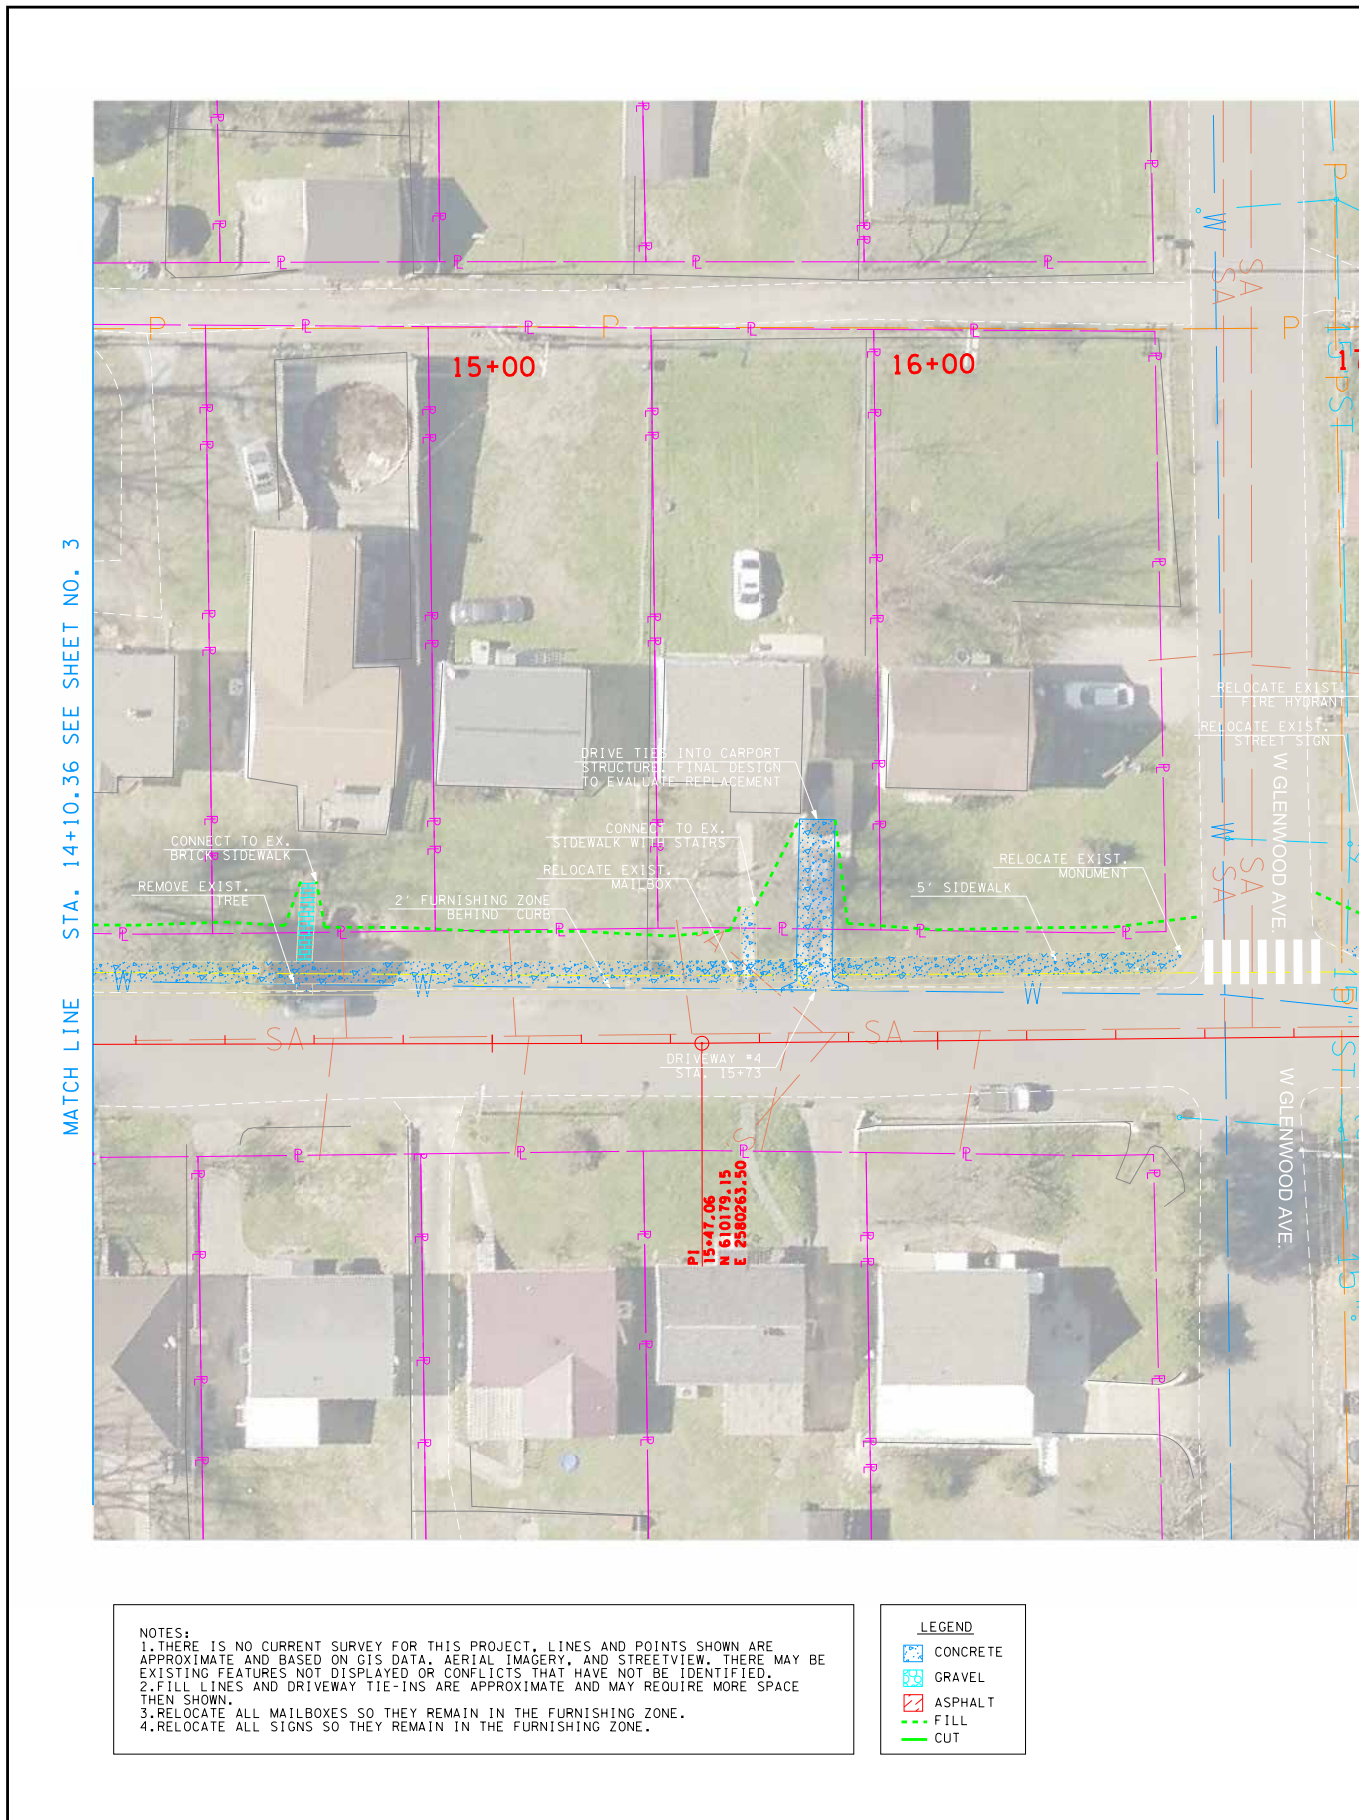 15+00
16+00
MATCH LINE STA. 14+10.36 SEE SHEET NO. 3
RELOCATE EXIST.
FIRE HYDRANT
RELOCATE EXIST.
STREET SIGN
W GLENWOOD AVE.
DRIVE TIES INTO CARPORT
STRUCTURE. FINAL DESIGN
TO EVALUATE REPLACEMENT
CONNECT TO EX.
SIDEWALK WITH STAIRS
CONNECT TO EX.
BRICK SIDEWALK
RELOCATE EXIST.
MAILBOX
RELOCATE EXIST.
MONUMENT
REMOVE EXIST.
TREE
2' FURNISHING ZONE
BEHIND CURB
5' SIDEWALK
W
W
W
SA
SA
DRIVEWAY #4
STA. 15+73
W GLENWOOD AVE.
PI
15+47.06
N 610179.15
E 2580263.50
NOTES:
1.THERE IS NO CURRENT SURVEY FOR THIS PROJECT, LINES AND POINTS SHOWN ARE
APPROXIMATE AND BASED ON GIS DATA, AERIAL IMAGERY, AND STREETVIEW. THERE MAY BE
EXISTING FEATURES NOT DISPLAYED OR CONFLICTS THAT HAVE NOT BE IDENTIFIED.
2.FILL LINES AND DRIVEWAY TIE-INS ARE APPROXIMATE AND MAY REQUIRE MORE SPACE
THEN SHOWN.
3.RELOCATE ALL MAILBOXES SO THEY REMAIN IN THE FURNISHING ZONE.
4.RELOCATE ALL SIGNS SO THEY REMAIN IN THE FURNISHING ZONE.
LEGEND
CONCRETE
GRAVEL
ASPHALT
FILL
CUT